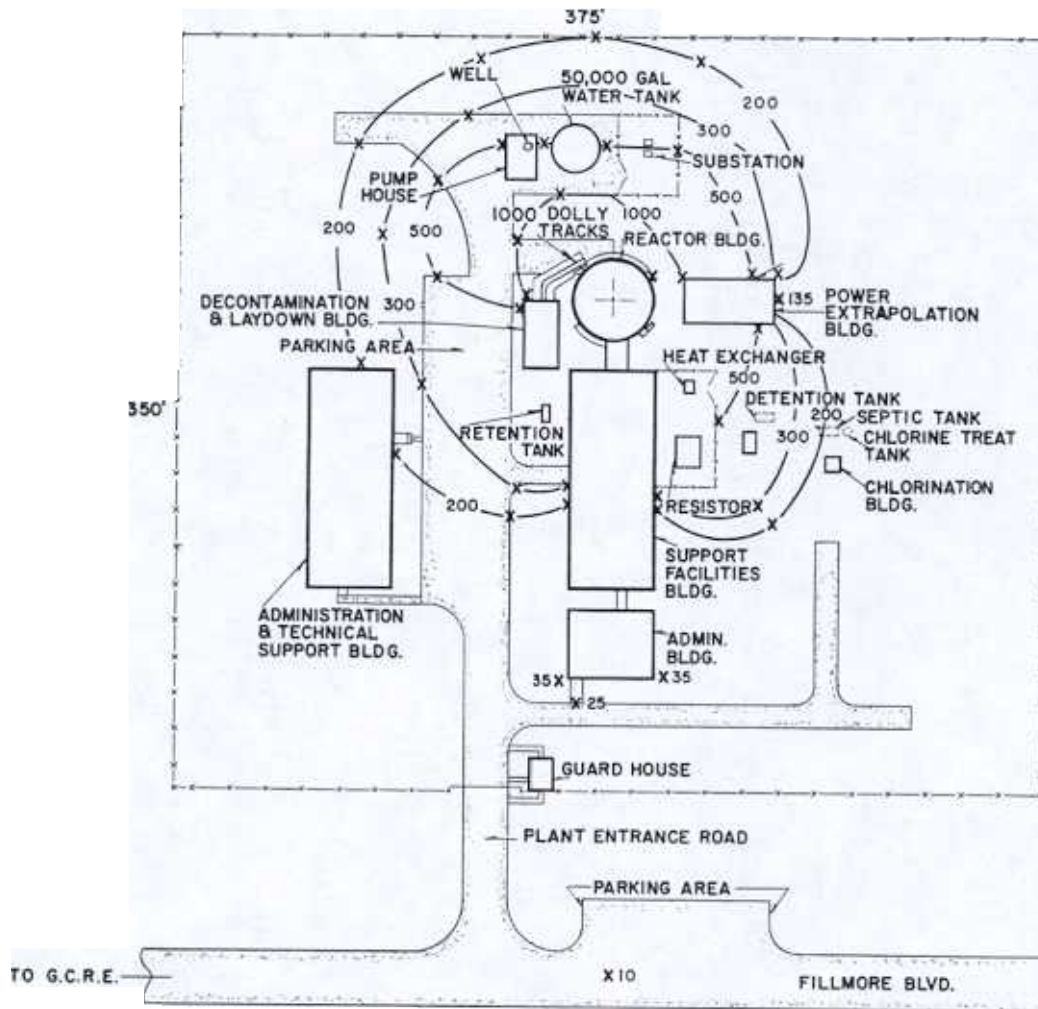 375'
WELL
50,000 GAL
WATER TANK
200
300
SUBSTATION
PUMP
HOUSE
500
200
500
1000
DOLLY
TRACKS
1000
REACTOR BLDG.
300
DECONTAMINATION
& LAYDOWN BLDG.
135
POWER
EXTRAPOLATION
BLDG.
PARKING AREA
HEAT EXCHANGER
500
DETENTION TANK
350'
200
SEPTIC TANK
CHLORINE TREAT
TANK
RETENTION
TANK
300
CHLORINATION
BLDG.
200
RESISTOR
SUPPORT
FACILITIES
BLDG.
ADMINISTRATION
& TECHNICAL
SUPPORT BLDG.
ADMIN.
BLDG.
35
35
25
GUARD HOUSE
PLANT ENTRANCE ROAD
PARKING AREA
TO G.C.R.E.
X10
FILLMORE BLVD.